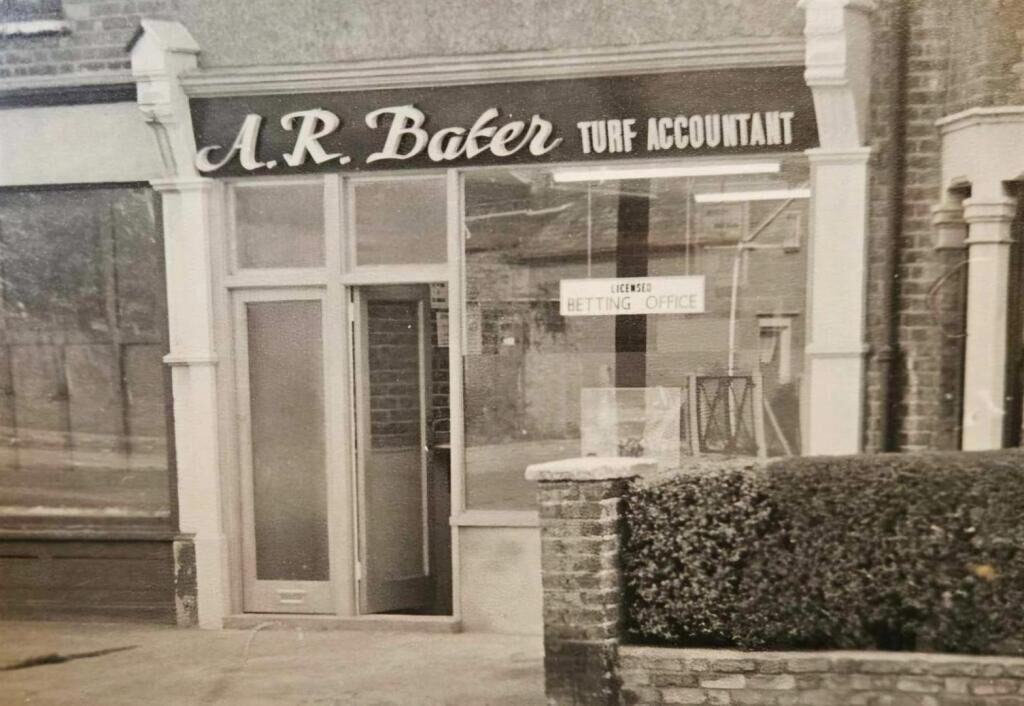 A.R. Baker TURF ACCOUNTANT
LICENSED
BETTING OFFICE